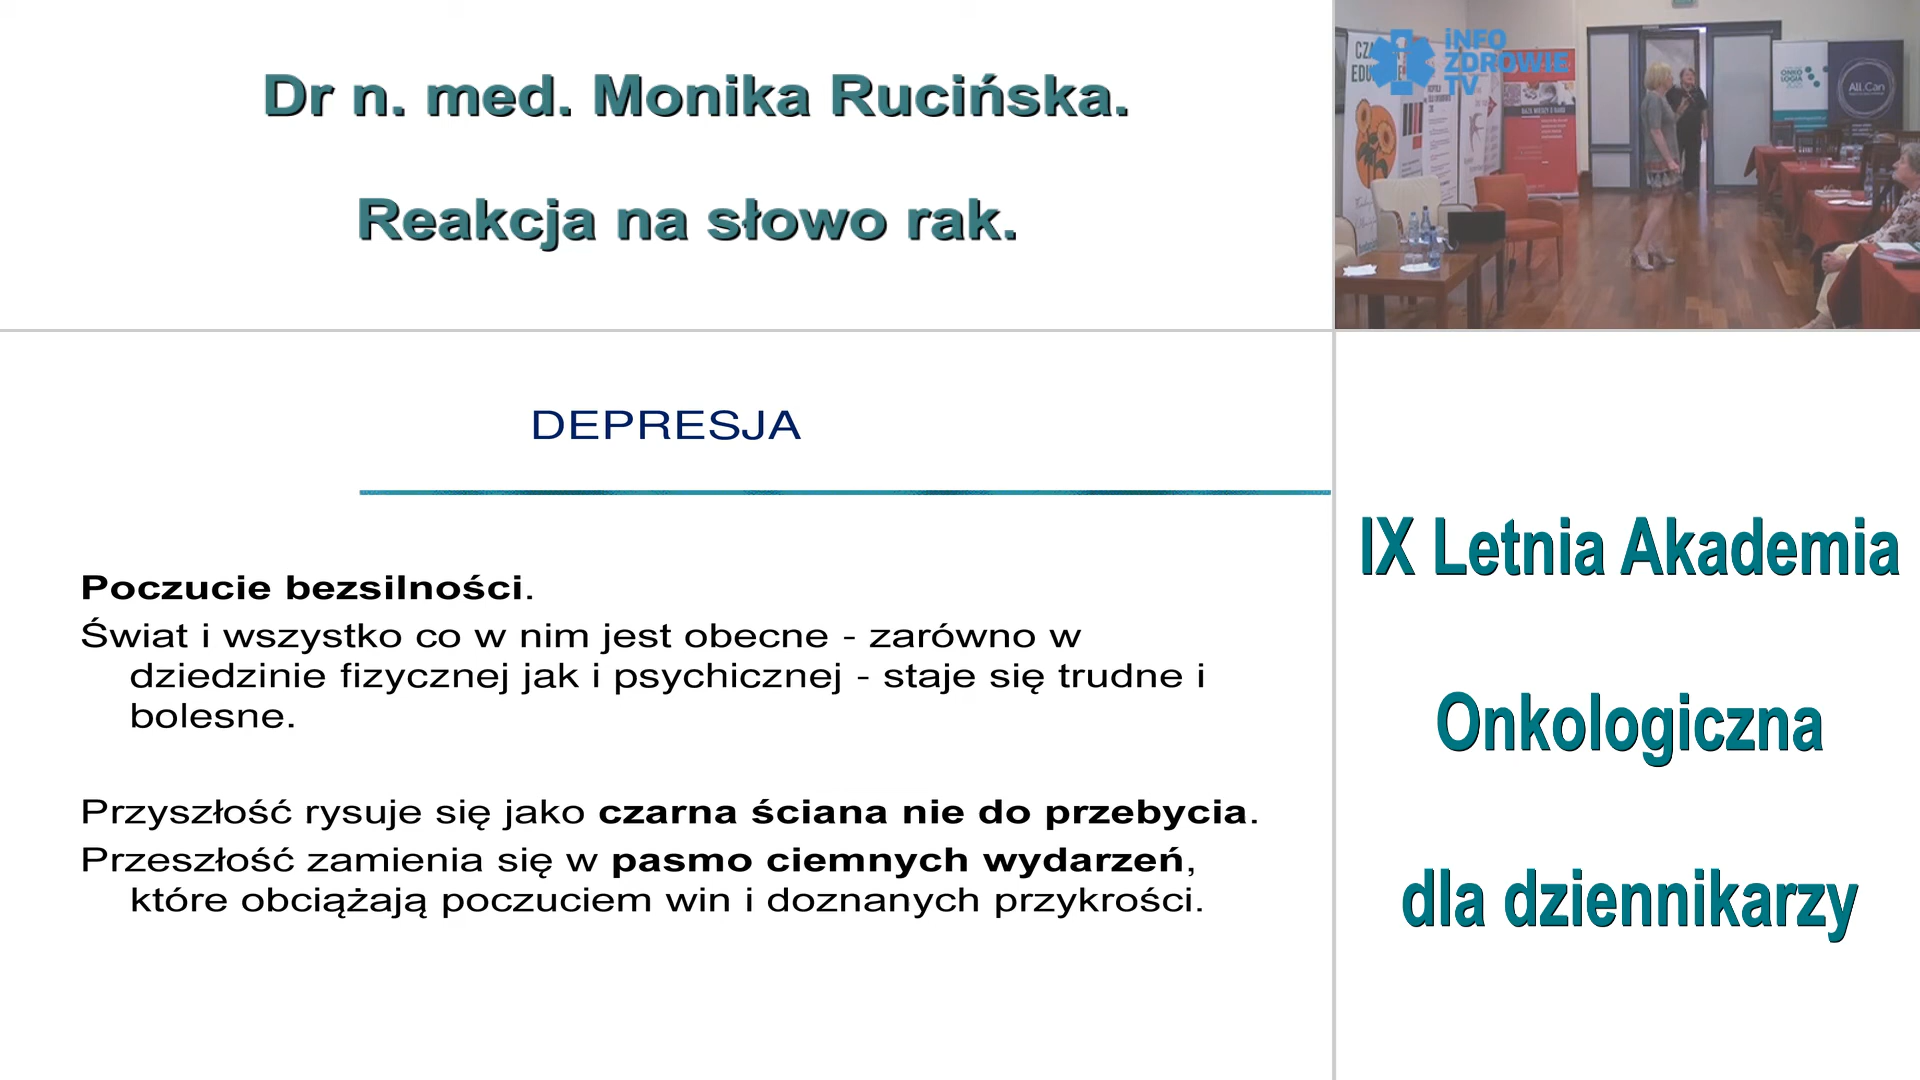 Dr n. med. Monika Rucińska.
Reakcja na słowo rak.
iNFO
ZDROWIE
TV
All.Can
DEPRESJA
Poczucie bezsilności.
Świat i wszystko co w nim jest obecne - zarówno w
dziedzinie fizycznej jak i psychicznej - staje się trudne i
bolesne.
Przyszłość rysuje się jako czarna ściana nie do przebycia.
Przeszłość zamienia się w pasmo ciemnych wydarzeń,
które obciążają poczuciem win i doznanych przykrości.
IX Letnia Akademia
Onkologiczna
dla dziennikarzy